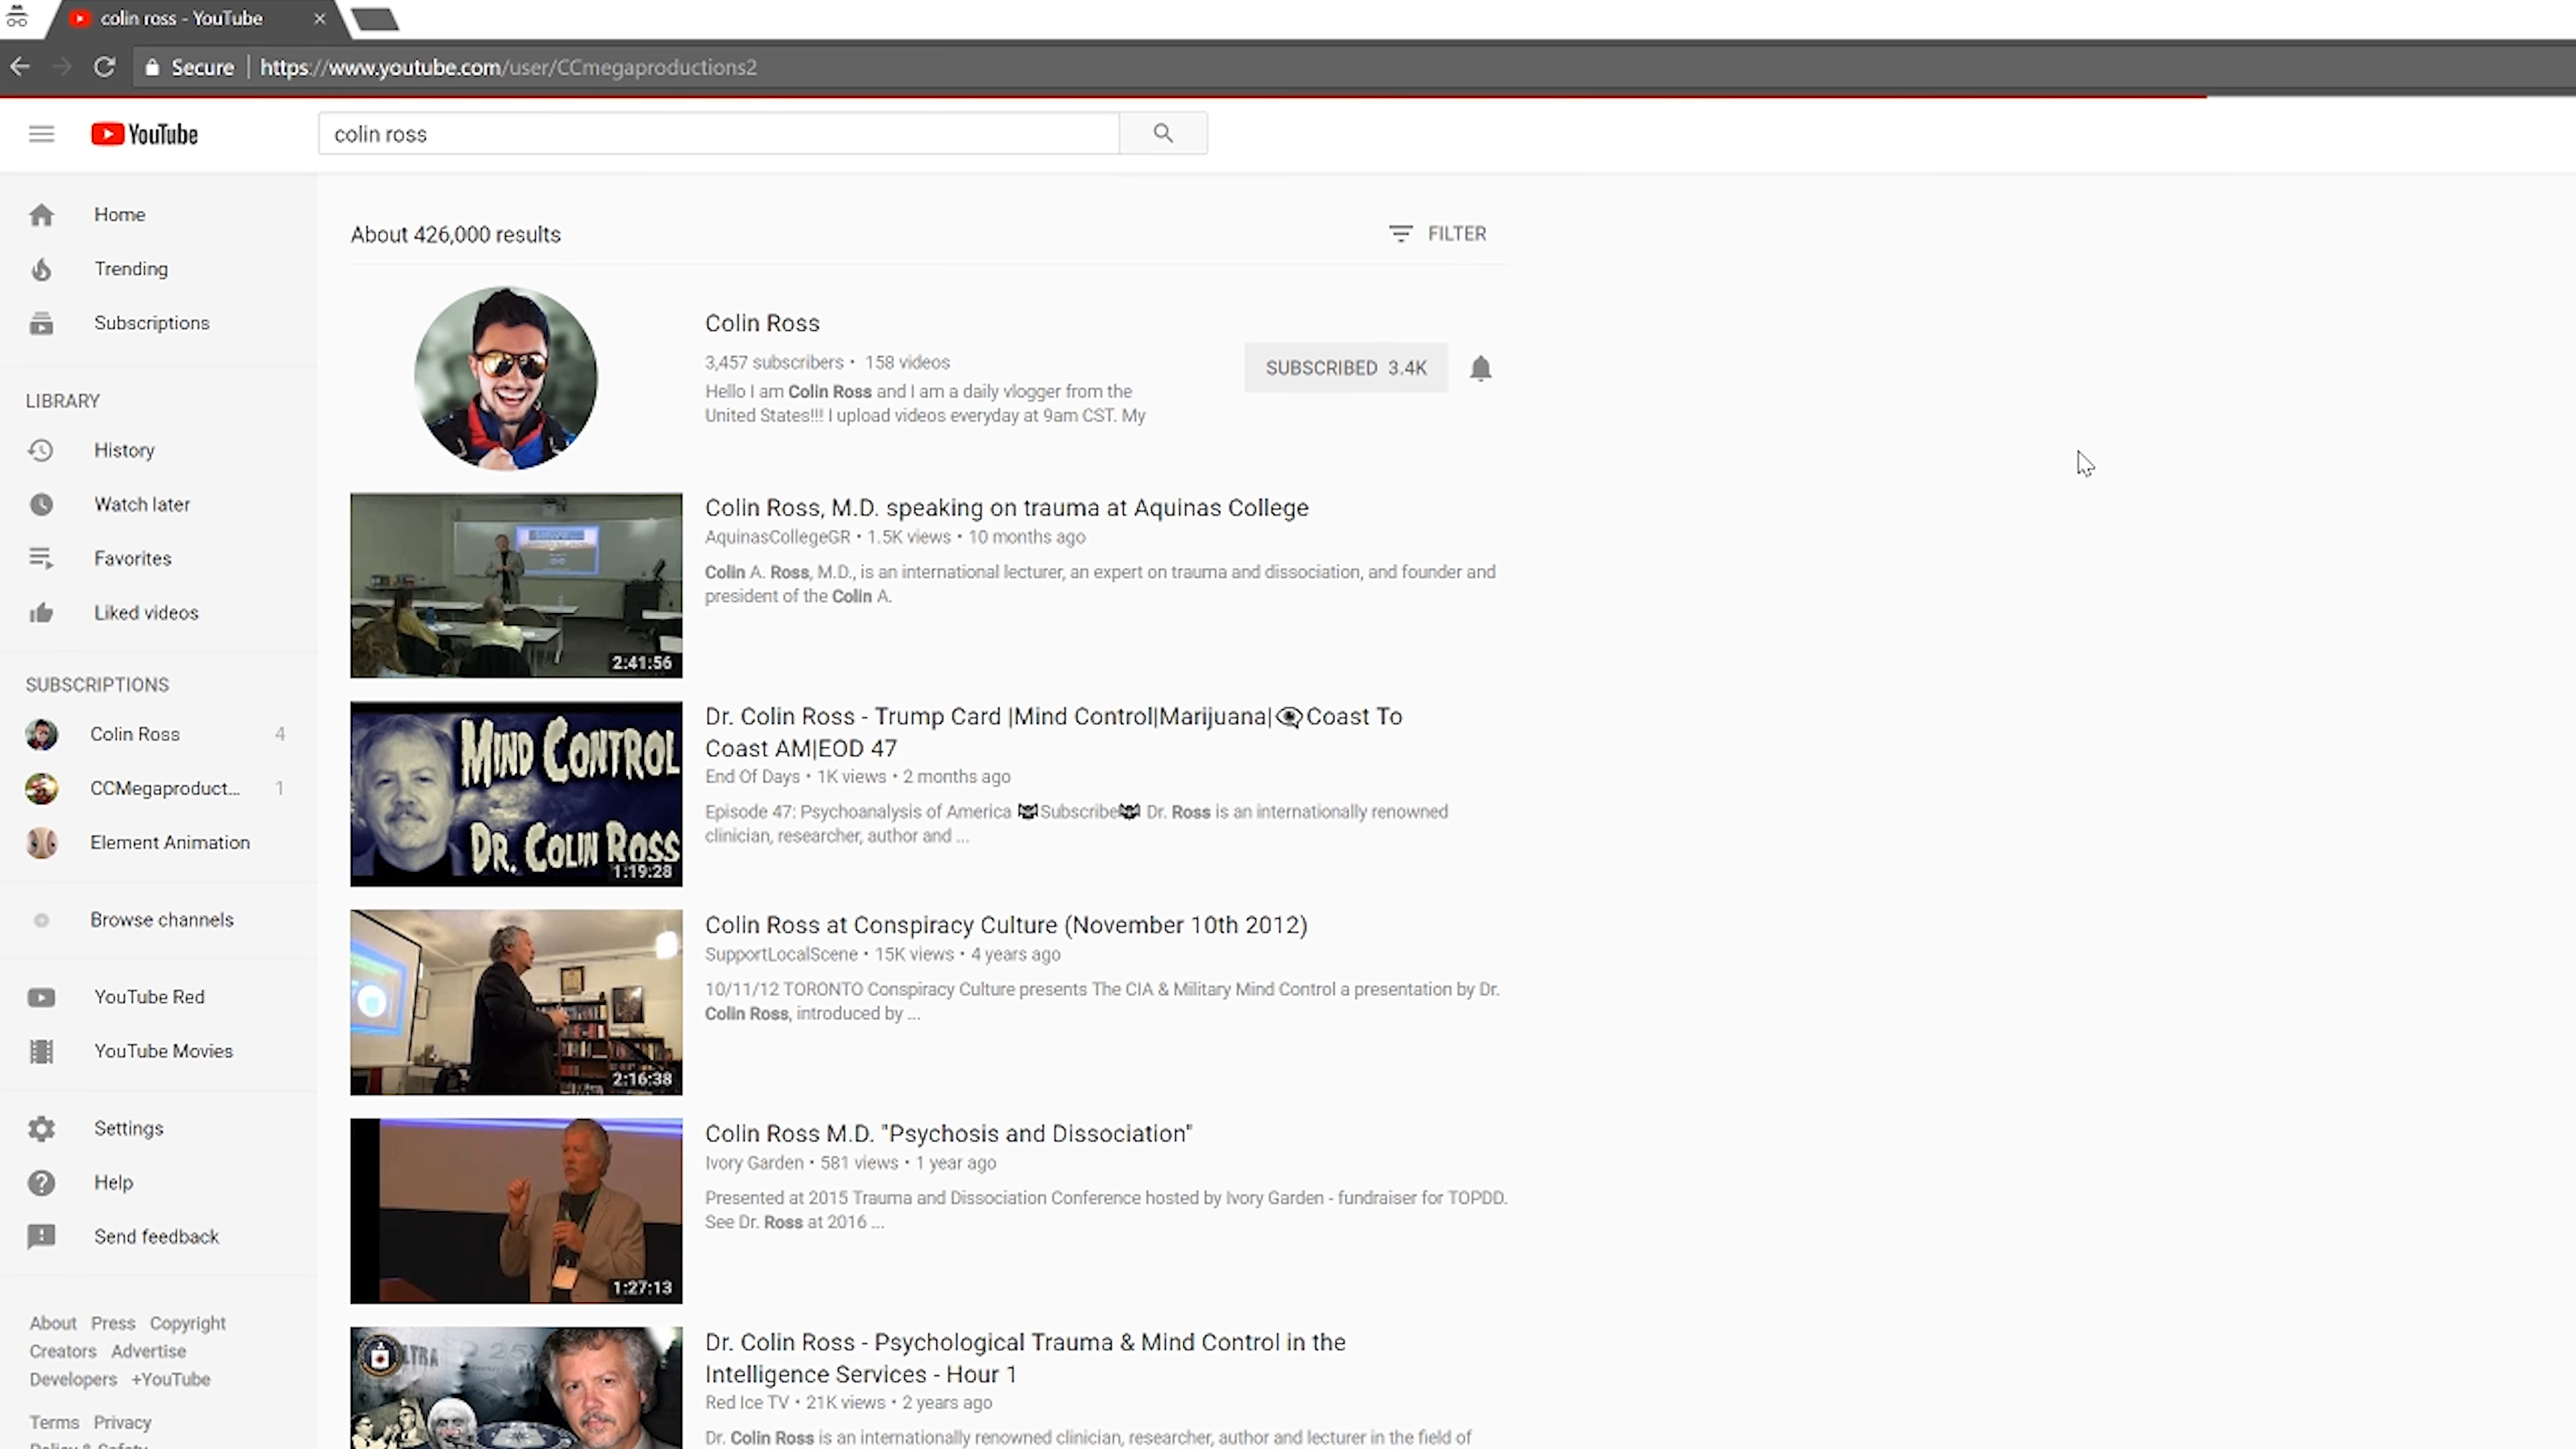 colin ross - YouTube
Secure https://www.youtube.com/user/CCmegaproductions2
YouTube
colin ross
Home
Trending
Subscriptions
LIBRARY
History
Watch later
Favorites
Liked videos
SUBSCRIPTIONS
Colin Ross 4
CCMegaproduct... 1
Element Animation
Browse channels
YouTube Red
YouTube Movies
Settings
Help
Send feedback
About Press Copyright
Creators Advertise
Developers +YouTube
Terms Privacy
Policy & Safety
About 426,000 results
FILTER
Colin Ross
3,457 subscribers • 158 videos
Hello I am Colin Ross and I am a daily vlogger from the
United States!!! I upload videos everyday at 9am CST. My
SUBSCRIBED 3.4K
2:41:56
Colin Ross, M.D. speaking on trauma at Aquinas College
AquinasCollegeGR • 1.5K views • 10 months ago
Colin A. Ross, M.D., is an international lecturer, an expert on trauma and dissociation, and founder and
president of the Colin A.
MIND CONTROL
DR. COLIN ROSS
1:19:28
Dr. Colin Ross - Trump Card |Mind Control|Marijuana|👁Coast To
Coast AM|EOD 47
End Of Days • 1K views • 2 months ago
Episode 47: Psychoanalysis of America Subscribe Dr. Ross is an internationally renowned
clinician, researcher, author and ...
2:16:38
Colin Ross at Conspiracy Culture (November 10th 2012)
SupportLocalScene • 15K views • 4 years ago
10/11/12 TORONTO Conspiracy Culture presents The CIA & Military Mind Control a presentation by Dr.
Colin Ross, introduced by ...
1:27:13
Colin Ross M.D. "Psychosis and Dissociation"
Ivory Garden • 581 views • 1 year ago
Presented at 2015 Trauma and Dissociation Conference hosted by Ivory Garden - fundraiser for TOPDD.
See Dr. Ross at 2016 ...
Dr. Colin Ross - Psychological Trauma & Mind Control in the
Intelligence Services - Hour 1
Red Ice TV • 21K views • 2 years ago
Dr. Colin Ross is an internationally renowned clinician, researcher, author and lecturer in the field of